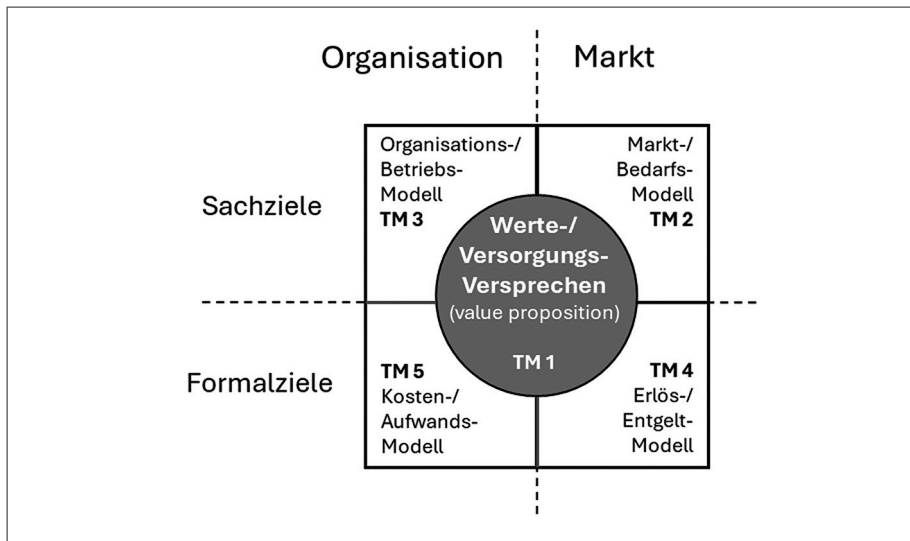 Organisation
Markt
Sachziele
Organisations-/
Betriebs-
Modell
TM 3
Markt-/
Bedarfs-
Modell
TM 2
Werte-/
Versorgungs-
Versprechen
(value proposition)
TM 1
Formalziele
TM 5
Kosten-/
Aufwands-
Modell
TM 4
Erlös-/
Entgelt-
Modell